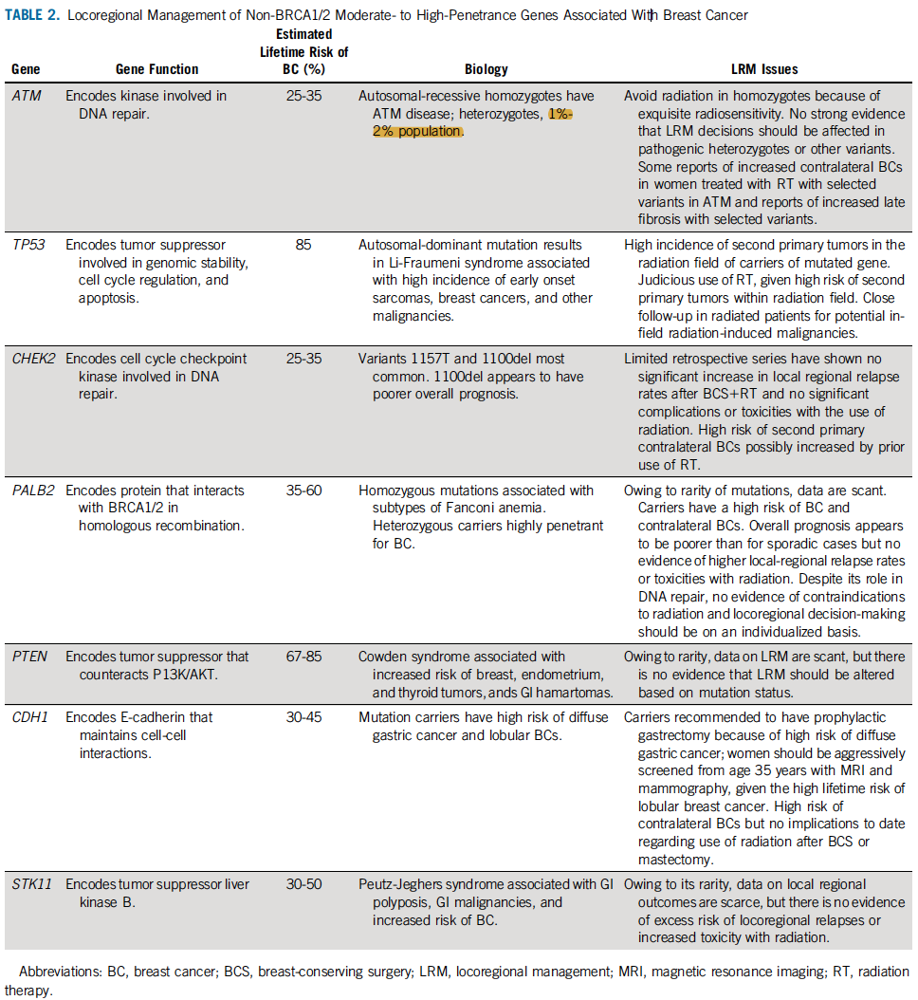 TABLE 2. Locoregional Management of Non-BRCA1/2 Moderate- to High-Penetrance Genes Associated With Breast Cancer
Gene
Gene Function
Estimated
Lifetime Risk of
BC (%)
Biology
LRM Issues
ATM
Encodes kinase involved in
DNA repair.
25-35
Autosomal-recessive homozygotes have
ATM disease; heterozygotes, 1%-
2% population.
Avoid radiation in homozygotes because of
exquisite radiosensitivity. No strong evidence
that LRM decisions should be affected in
pathogenic heterozygotes or other variants.
Some reports of increased contralateral BCs
in women treated with RT with selected
variants in ATM and reports of increased late
fibrosis with selected variants.
TP53
Encodes tumor suppressor
involved in genomic stability,
cell cycle regulation, and
apoptosis.
85
Autosomal-dominant mutation results
in Li-Fraumeni syndrome associated
with high incidence of early onset
sarcomas, breast cancers, and other
malignancies.
High incidence of second primary tumors in the
radiation field of carriers of mutated gene.
Judicious use of RT, given high risk of second
primary tumors within radiation field. Close
follow-up in radiated patients for potential in-
field radiation-induced malignancies.
CHEK2
Encodes cell cycle checkpoint
kinase involved in DNA
repair.
25-35
Variants 1157T and 1100del most
common. 1100del appears to have
poorer overall prognosis.
Limited retrospective series have shown no
significant increase in local regional relapse
rates after BCS+RT and no significant
complications or toxicities with the use of
radiation. High risk of second primary
contralateral BCs possibly increased by prior
use of RT.
PALB2
Encodes protein that interacts
with BRCA1/2 in
homologous recombination.
35-60
Homozygous mutations associated with
subtypes of Fanconi anemia.
Heterozygous carriers highly penetrant
for BC.
Owing to rarity of mutations, data are scant.
Carriers have a high risk of BC and
contralateral BCs. Overall prognosis appears
to be poorer than for sporadic cases but no
evidence of higher local-regional relapse rates
or toxicities with radiation. Despite its role in
DNA repair, no evidence of contraindications
to radiation and locoregional decision-making
should be on an individualized basis.
PTEN
Encodes tumor suppressor that
counteracts P13K/AKT.
67-85
Cowden syndrome associated with
increased risk of breast, endometrium,
and thyroid tumors, ands GI hamartomas.
Owing to rarity, data on LRM are scant, but there
is no evidence that LRM should be altered
based on mutation status.
CDH1
Encodes E-cadherin that
maintains cell-cell
interactions.
30-45
Mutation carriers have high risk of diffuse
gastric cancer and lobular BCs.
Carriers recommended to have prophylactic
gastrectomy because of high risk of diffuse
gastric cancer; women should be aggressively
screened from age 35 years with MRI and
mammography, given the high lifetime risk of
lobular breast cancer. High risk of
contralateral BCs but no implications to date
regarding use of radiation after BCS or
mastectomy.
STK11
Encodes tumor suppressor liver
kinase B.
30-50
Peutz-Jeghers syndrome associated with GI
polyposis, GI malignancies, and
increased risk of BC.
Owing to its rarity, data on local regional
outcomes are scarce, but there is no evidence
of excess risk of locoregional relapses or
increased toxicity with radiation.
Abbreviations: BC, breast cancer; BCS, breast-conserving surgery; LRM, locoregional management; MRI, magnetic resonance imaging; RT, radiation
therapy.